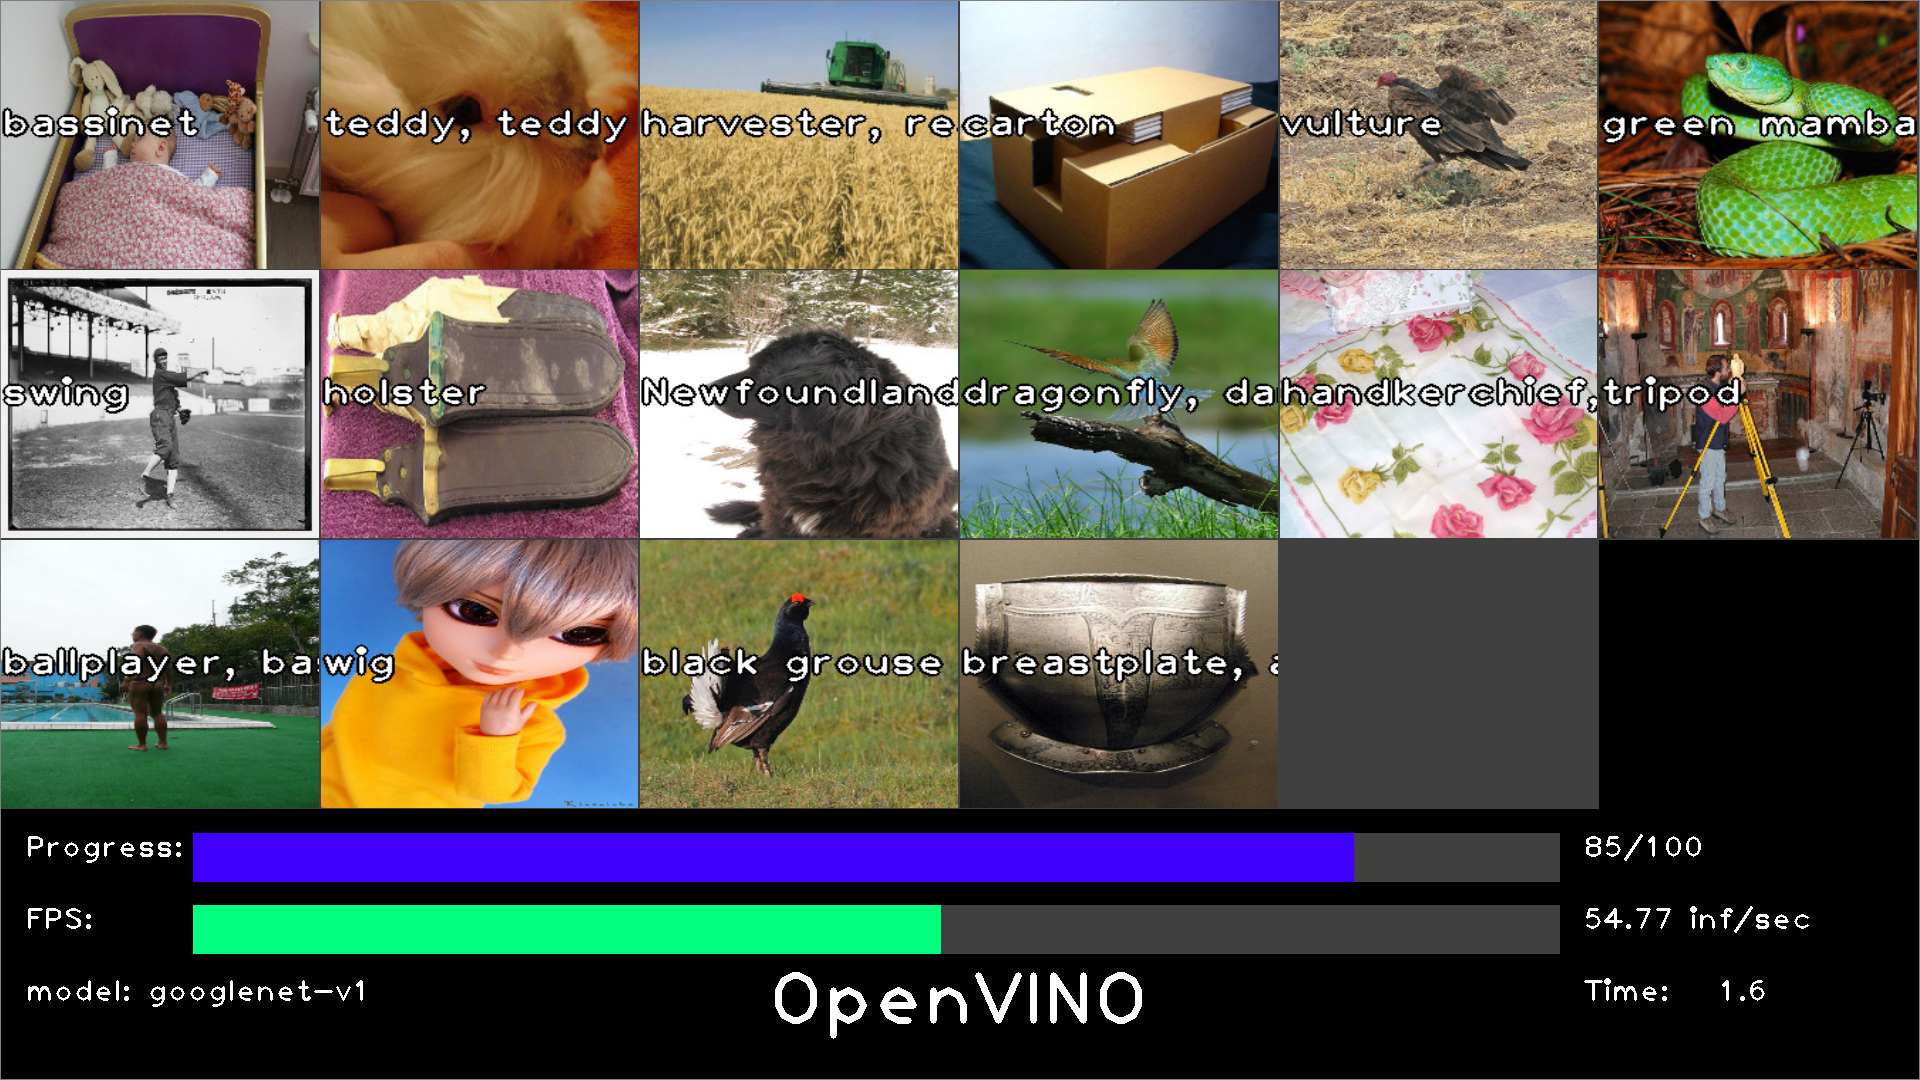 bassinet
teddy, teddy
harvester, re
carton
vulture
green mamba
swing
holster
Newfoundland
dragonfly, da
handkerchief,
tripod
ballplayer, ba
wig
black grouse
breastplate, a
Progress: 85/100
FPS: 54.77 inf/sec
model: googlenet-v1
OpenVINO
Time: 1.6